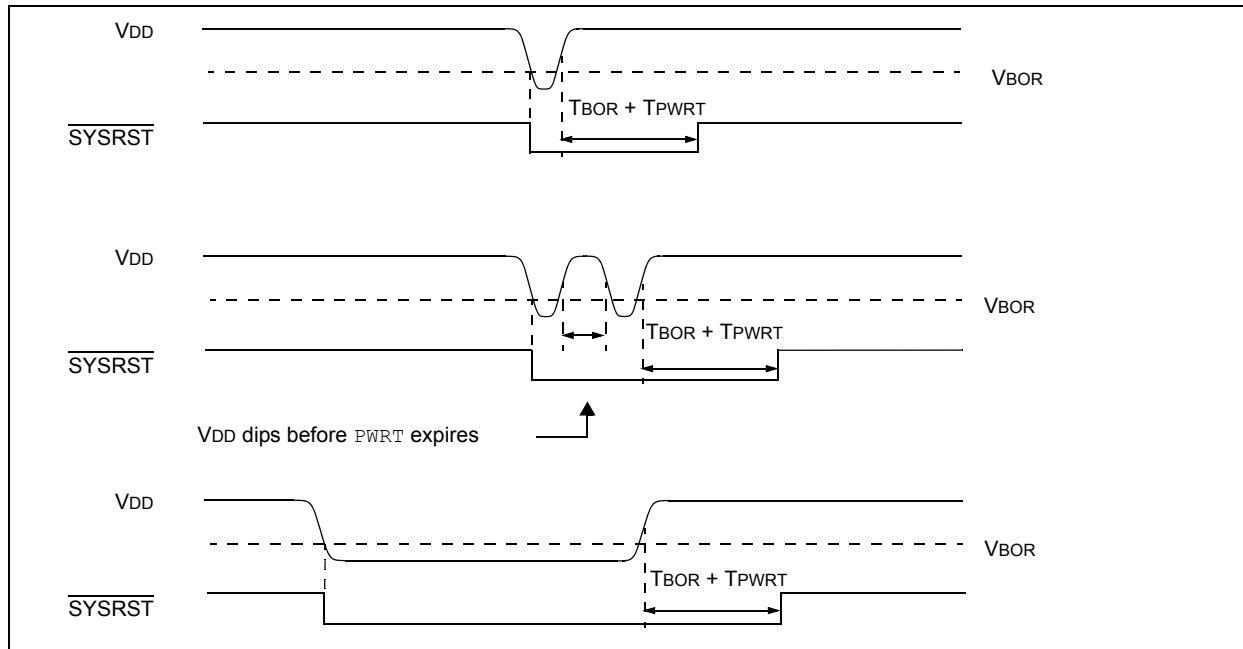 VDD
VBOR
TBOR + TPWRT
SYSRST
VDD
VBOR
TBOR + TPWRT
SYSRST
VDD dips before PWRT expires
VDD
VBOR
TBOR + TPWRT
SYSRST